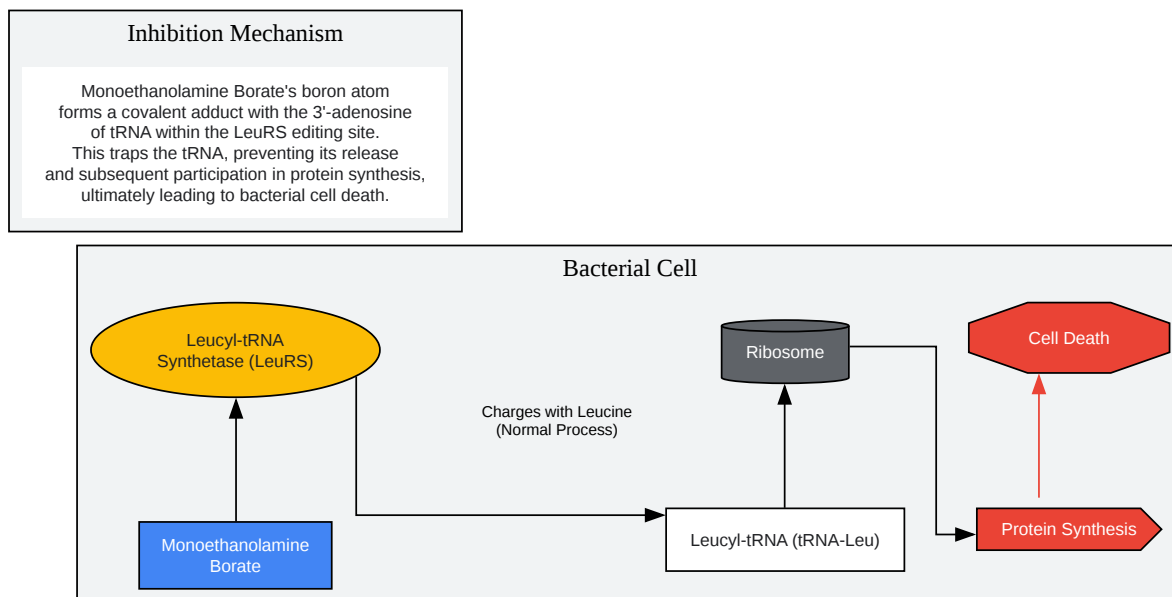 Inhibition Mechanism
Monoethanolamine Borate's boron atom
forms a covalent adduct with the 3'-adenosine
of tRNA within the LeuRS editing site.
This traps the tRNA, preventing its release
and subsequent participation in protein synthesis,
ultimately leading to bacterial cell death.
Bacterial Cell
Leucyl-tRNA
Synthetase (LeuRS)
Ribosome
Cell Death
Charges with Leucine
(Normal Process)
Monoethanolamine
Borate
Leucyl-tRNA (tRNA-Leu)
Protein Synthesis